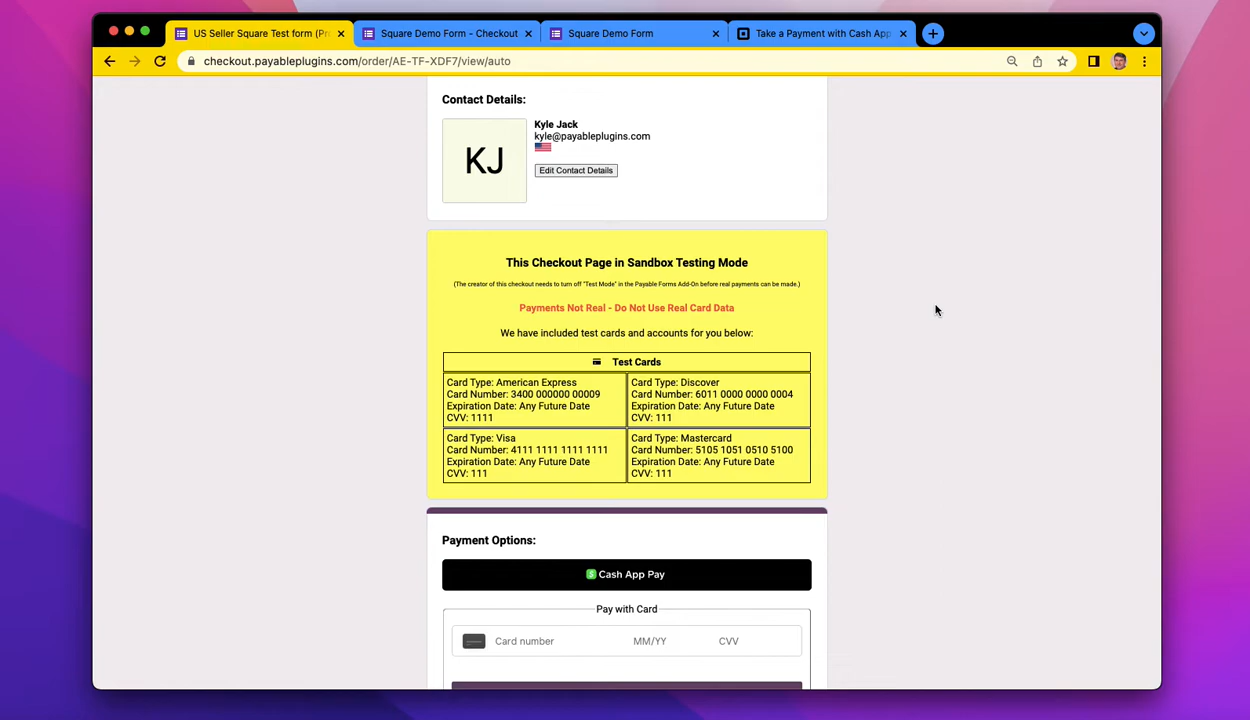 US Seller Square Test form (Pr
Square Demo Form - Checkout
Square Demo Form
Take a Payment with Cash App
checkout.payableplugins.com/order/AE-TF-XDF7/view/auto
Contact Details:
KJ
Kyle Jack
kyle@payableplugins.com
Edit Contact Details
This Checkout Page in Sandbox Testing Mode
(The creator of this checkout needs to turn off "Test Mode" in the Payable Forms Add-On before real payments can be made.)
Payments Not Real - Do Not Use Real Card Data
We have included test cards and accounts for you below:
Test Cards
Card Type: American Express
Card Number: 3400 000000 00009
Expiration Date: Any Future Date
CVV: 1111
Card Type: Discover
Card Number: 6011 0000 0000 0004
Expiration Date: Any Future Date
CVV: 111
Card Type: Visa
Card Number: 4111 1111 1111 1111
Expiration Date: Any Future Date
CVV: 111
Card Type: Mastercard
Card Number: 5105 1051 0510 5100
Expiration Date: Any Future Date
CVV: 111
Payment Options:
Cash App Pay
Pay with Card
Card number MM/YY CVV